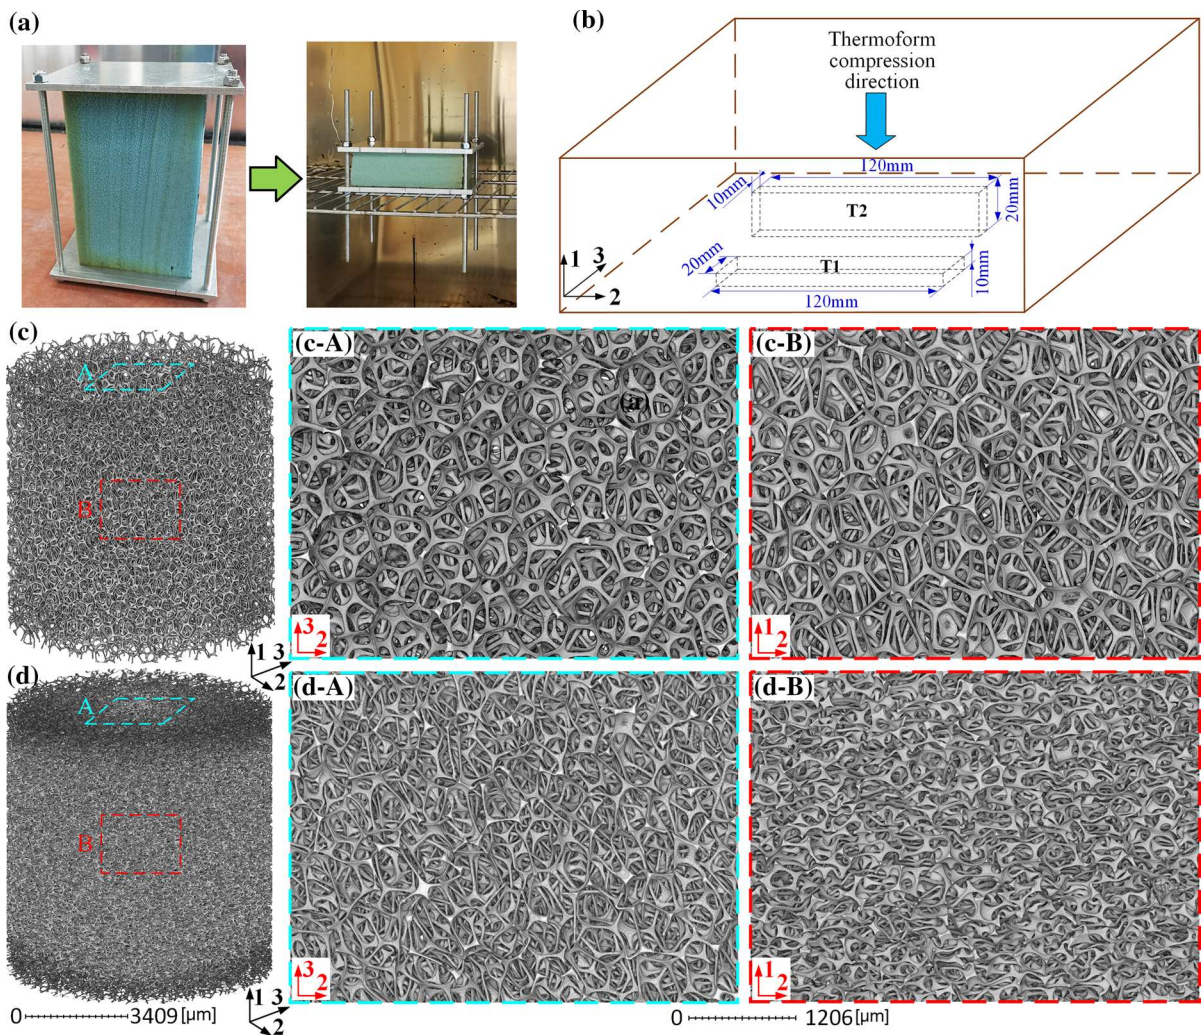 (a)
(b)
Thermoform
compression
direction
120mm
10mm
20mm
T2
20mm
T1
10mm
120mm
1
3
2
(c)
A
B
1 3
2
(c-A)
(a)
3
2
(c-B)
1
2
(d)
A
B
1 3
2
(d-A)
3
2
(d-B)
1
2
0 3409 [μm]
0 1206 [μm]